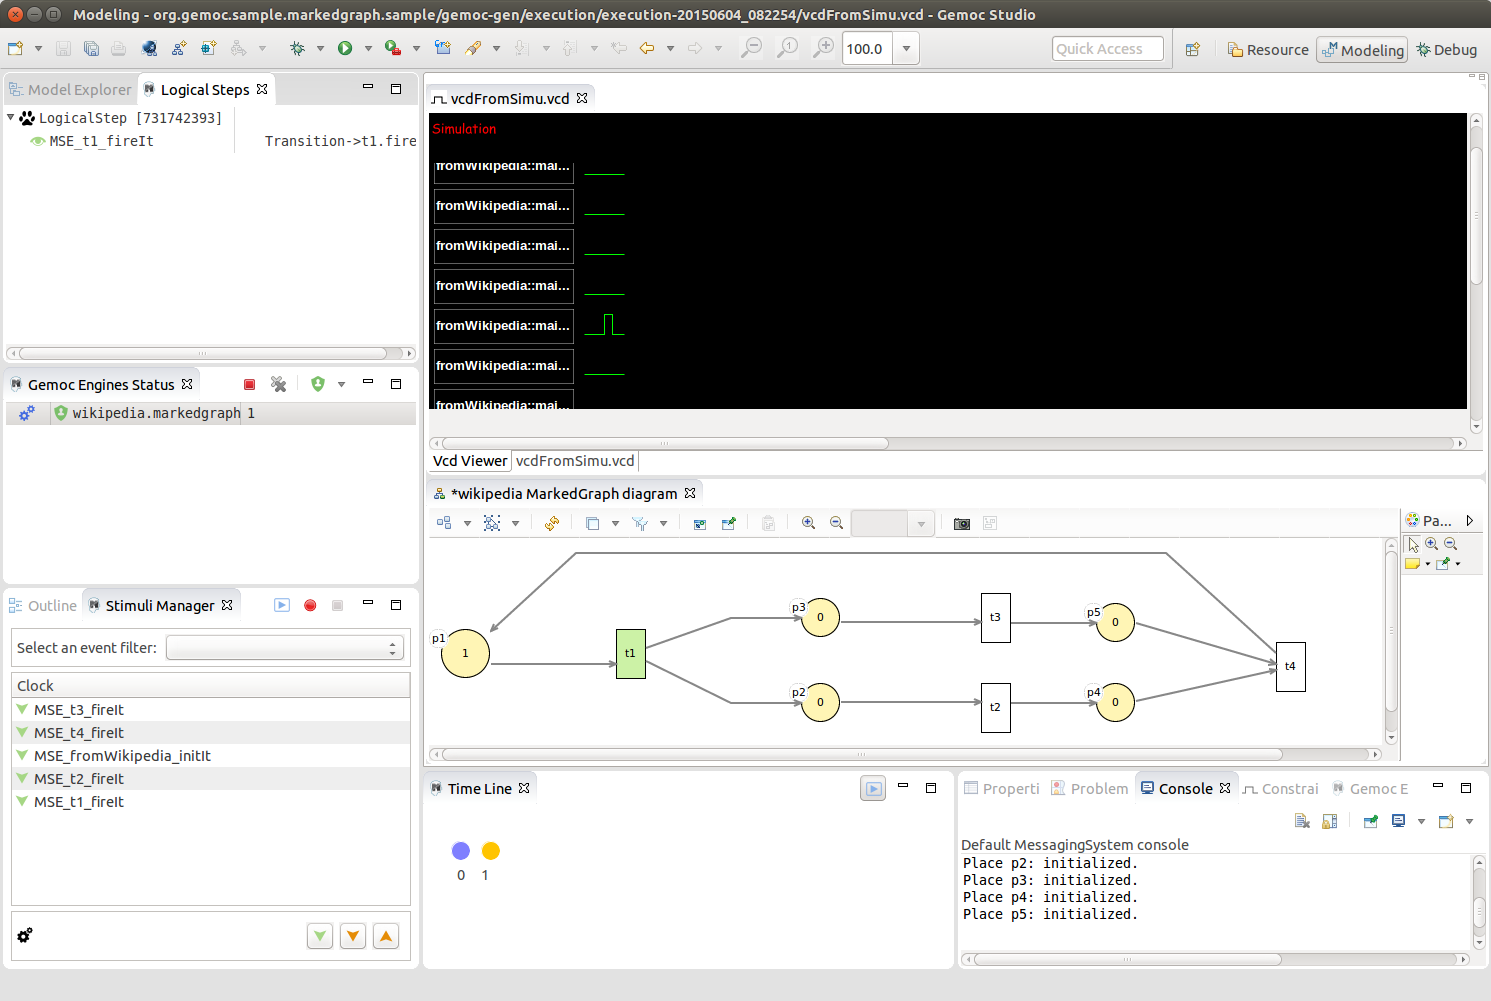 Modeling - org.gemoc.sample.markedgraph.sample/gemoc-gen/execution/execution-20150604_082254/vcdFromSimu.vcd - Gemoc Studio
100.0
Quick Access
Resource
Modeling
Debug
Model Explorer
Logical Steps
LogicalStep [731742393]
MSE_t1_fireIt
Transition->t1.fire
Gemoc Engines Status
wikipedia.markedgraph
1
Outline
Stimuli Manager
Select an event filter:
Clock
MSE_t3_fireIt
MSE_t4_fireIt
MSE_fromWikipedia_initIt
MSE_t2_fireIt
MSE_t1_fireIt
vcdFromSimu.vcd
Simulation
fromWikipedia::mai...
fromWikipedia::mai...
fromWikipedia::mai...
fromWikipedia::mai...
fromWikipedia::mai...
fromWikipedia::mai...
fromWikipedia::mai...
Vcd Viewer
vcdFromSimu.vcd
*wikipedia MarkedGraph diagram
Pa...
p1
1
t1
p3
0
t3
p5
0
p2
0
t2
p4
0
t4
Time Line
0
1
Properti
Problem
Console
Constrai
Gemoc E
Default MessagingSystem console
Place p2: initialized.
Place p3: initialized.
Place p4: initialized.
Place p5: initialized.